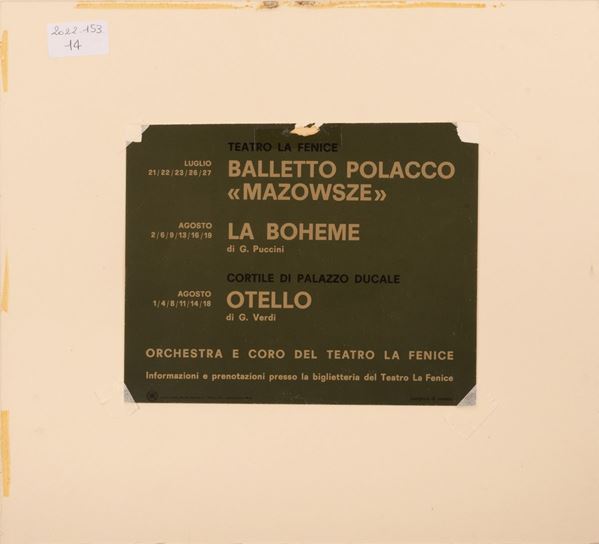 2022-153
14
TEATRO LA FENICE
LUGLIO
21/22/23/26/27
BALLETTO POLACCO
«MAZOWSZE»
AGOSTO
2/6/9/13/16/19
LA BOHEME
di G. Puccini
CORTILE DI PALAZZO DUCALE
AGOSTO
1/4/8/11/14/18
OTELLO
di G. Verdi
ORCHESTRA E CORO DEL TEATRO LA FENICE
Informazioni e prenotazioni presso la biglietteria del Teatro La Fenice